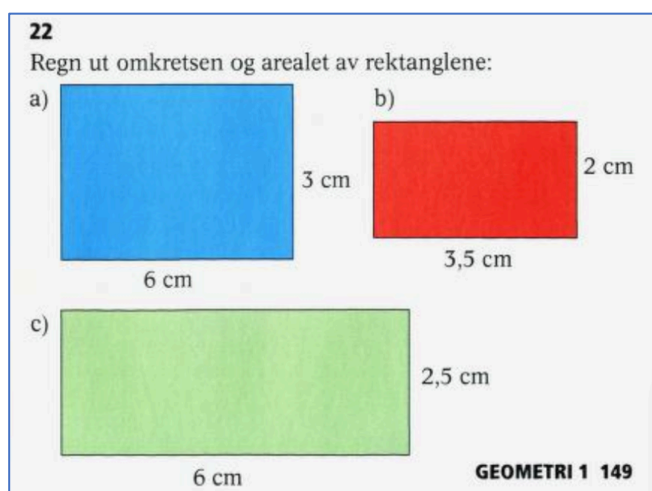 22
Regn ut omkretsen og arealet av rektanglene:
a)
b)
3 cm
2 cm
6 cm
3,5 cm
c)
2,5 cm
6 cm
GEOMETRI 1 149